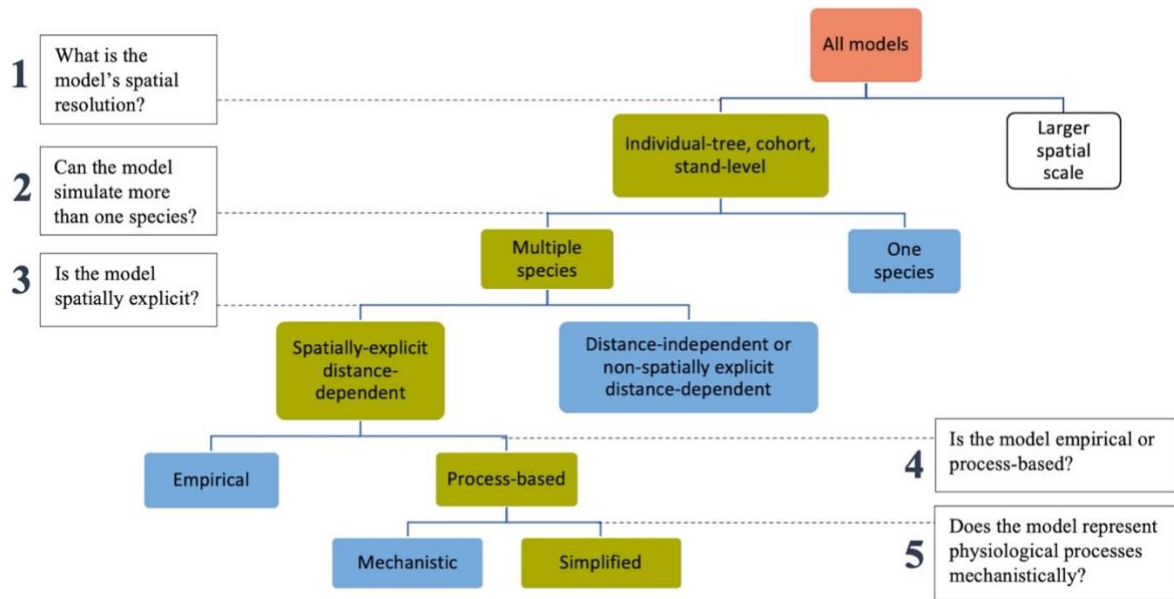 All models
1
What is the
model’s spatial
resolution?
Individual-tree, cohort,
stand-level
Larger
spatial
scale
2
Can the model
simulate more
than one species?
Multiple
species
One
species
3
Is the model
spatially explicit?
Spatially-explicit
distance-
dependent
Distance-independent or
non-spatially explicit
distance-dependent
4
Is the model empirical or
process-based?
Empirical
Process-based
5
Does the model represent
physiological processes
mechanistically?
Mechanistic
Simplified